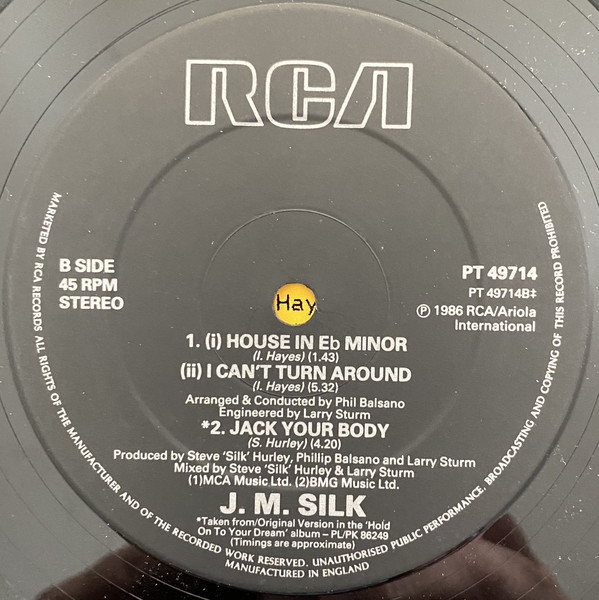 RCA
B SIDE
45 RPM
STEREO
PT 49714
PT 49714B‡
℗ 1986 RCA/Ariola
International
Hay
1. (i) HOUSE IN E♭ MINOR
(I. Hayes) (1.43)
(ii) I CAN'T TURN AROUND
(I. Hayes) (5.32)
Arranged & Conducted by Phil Balsano
Engineered by Larry Sturm
*2. JACK YOUR BODY
(S. Hurley) (4.20)
Produced by Steve 'Silk' Hurley, Phillip Balsano and Larry Sturm
Mixed by Steve 'Silk' Hurley & Larry Sturm
(1)MCA Music Ltd. (2)BMG Music Ltd.
J. M. SILK
*Taken from/Original Version in the 'Hold
On To Your Dream' album – PL/PK 86249
(Timings are approximate)
MARKETED BY RCA RECORDS ALL RIGHTS OF THE MANUFACTURER AND OF THE RECORDED WORK RESERVED. UNAUTHORISED PUBLIC PERFORMANCE, BROADCASTING AND COPYING OF THIS RECORD PROHIBITED
MANUFACTURED IN ENGLAND